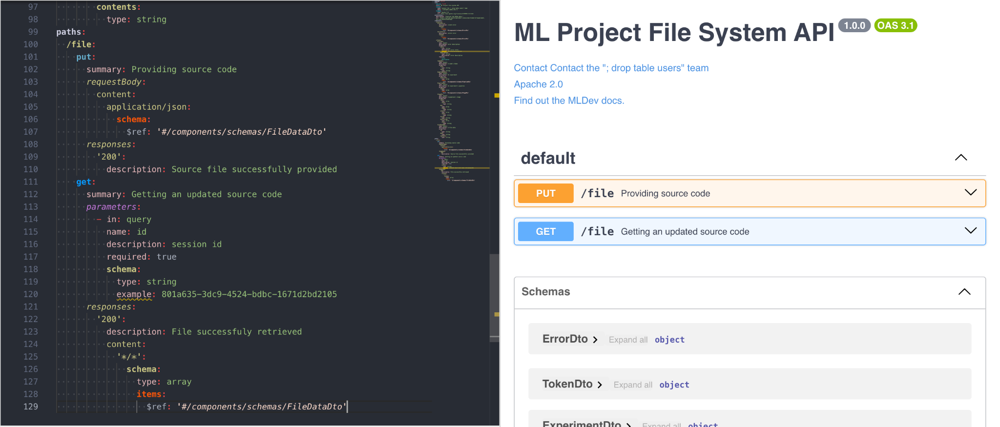 97 contents:
98 type: string
99 paths:
100 /file:
101 put:
102 summary: Providing source code
103 requestBody:
104 content:
105 application/json:
106 schema:
107 $ref: '#/components/schemas/FileDataDto'
108 responses:
109 '200':
110 description: Source file successfully provided
111 get:
112 summary: Getting an updated source code
113 parameters:
114 - in: query
115 name: id
116 description: session id
117 required: true
118 schema:
119 type: string
120 example: 801a635-3dc9-4524-bdbc-1671d2bd2105
121 responses:
122 '200':
123 description: File successfuly retrieved
124 content:
125 '*/*':
126 schema:
127 type: array
128 items:
129 $ref: '#/components/schemas/FileDataDto'
ML Project File System API 1.0.0 OAS 3.1
Contact Contact the "; drop table users" team
Apache 2.0
Find out the MLDev docs.
default
PUT /file Providing source code
GET /file Getting an updated source code
Schemas
ErrorDto Expand all object
TokenDto Expand all object
ExperimentDto Expand all object